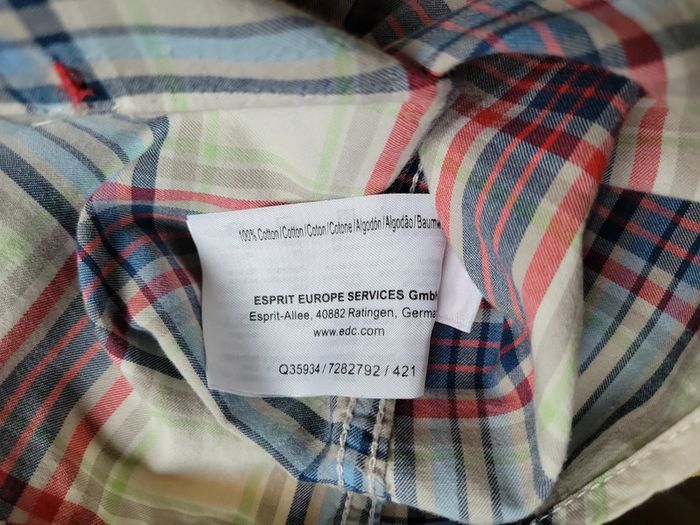 100% Cotton/Cotton/Coton/Cotone/Algodón/Algodão/Baumw
ESPRIT EUROPE SERVICES GmbH
Esprit-Allee, 40882 Ratingen, Germa
www.edc.com
Q35934/7282792/421